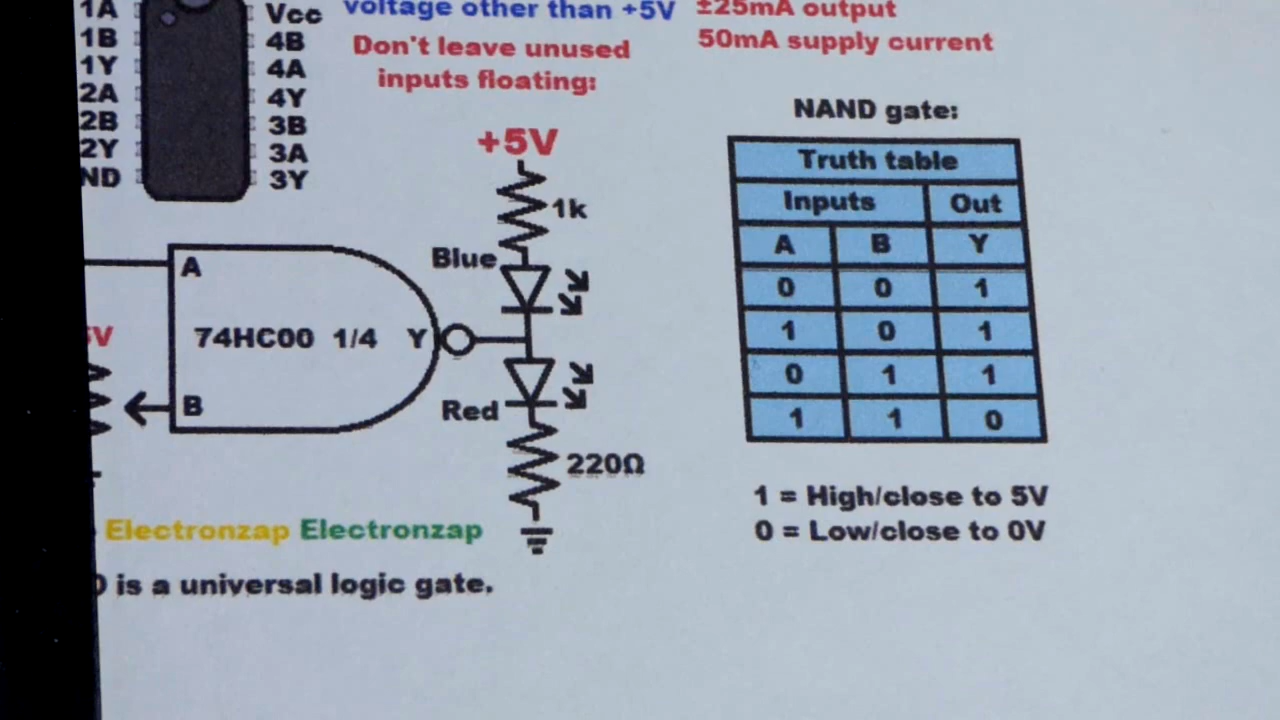 1A
1B
1Y
2A
2B
2Y
ND
Vcc
4B
4A
4Y
3B
3A
3Y
voltage other than +5V
Don't leave unused
inputs floating:
±25mA output
50mA supply current
+5V
1k
Blue
A
74HC00 1/4 Y
V
B
Red
220Ω
Electronzap Electronzap
is a universal logic gate.
NAND gate:
Truth table
Inputs Out
A B Y
0 0 1
1 0 1
0 1 1
1 1 0
1 = High/close to 5V
0 = Low/close to 0V